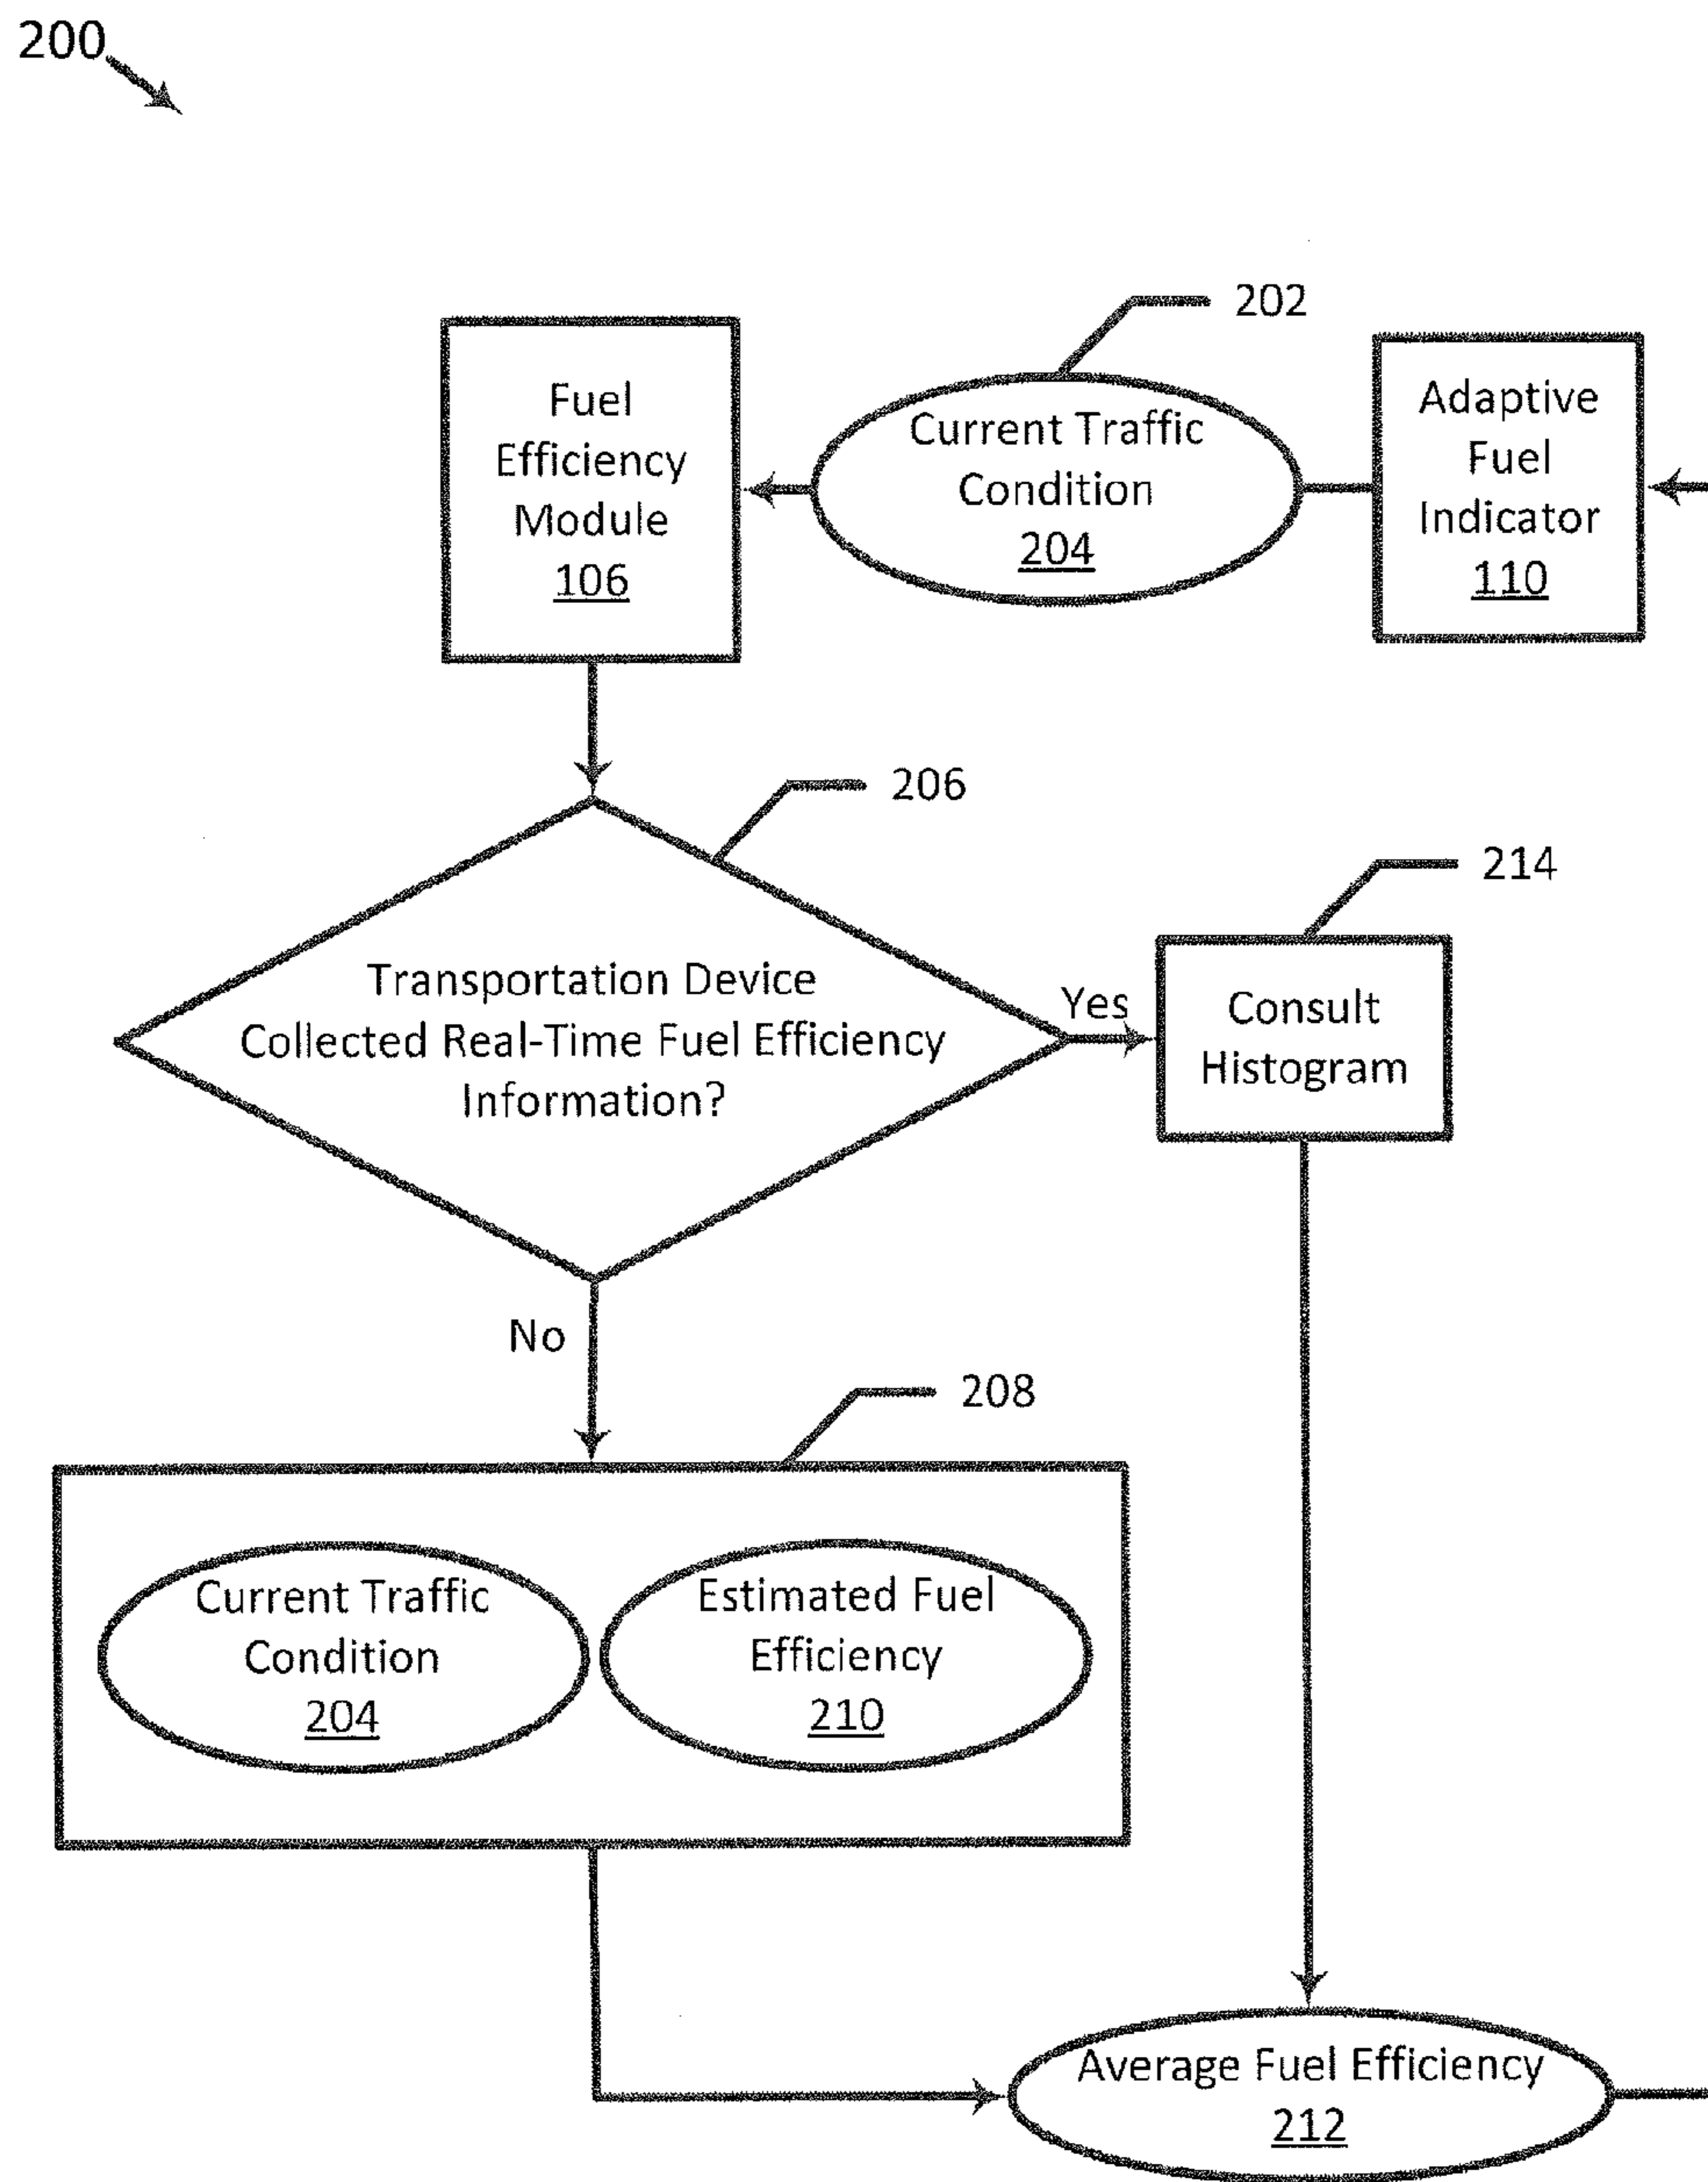 200
202
Fuel
Efficiency
Module
106
Current Traffic
Condition
204
Adaptive
Fuel
Indicator
110
206
214
Transportation Device
Collected Real-Time Fuel Efficiency
Information?
Yes
Consult
Histogram
No
208
Current Traffic
Condition
204
Estimated Fuel
Efficiency
210
Average Fuel Efficiency
212